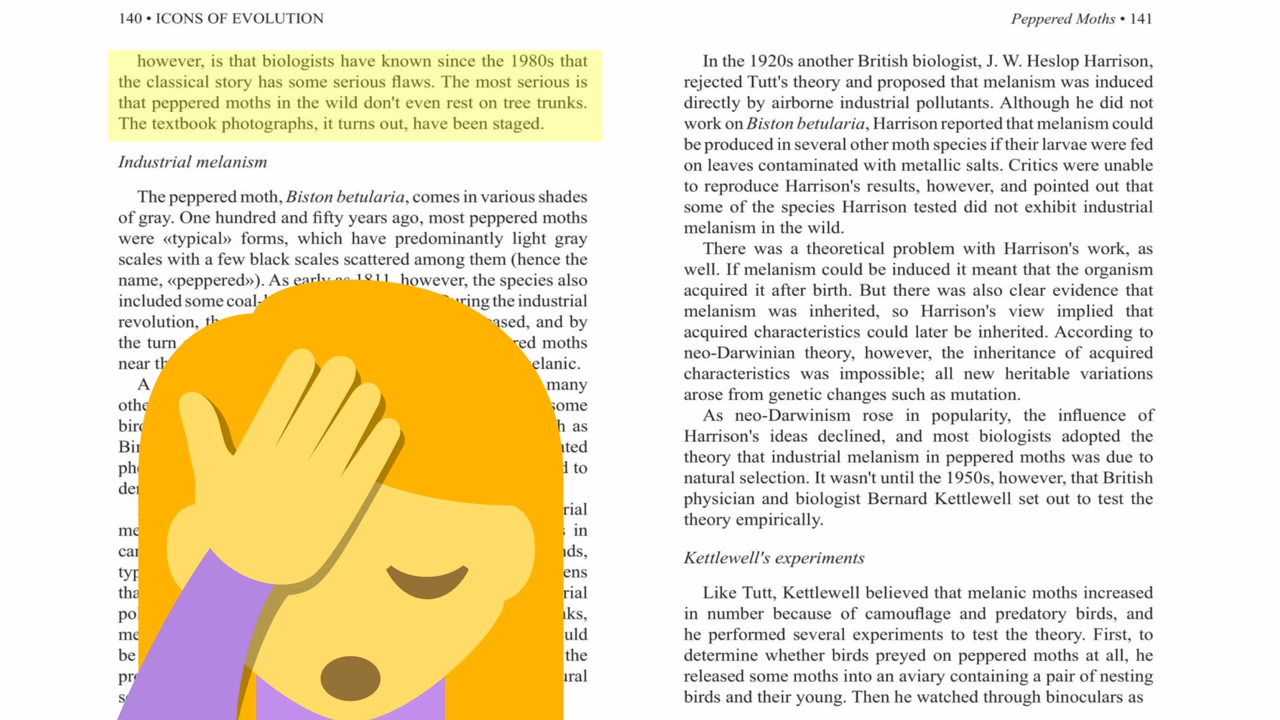 140 • ICONS OF EVOLUTION
however, is that biologists have known since the 1980s that
the classical story has some serious flaws. The most serious is
that peppered moths in the wild don't even rest on tree trunks.
The textbook photographs, it turns out, have been staged.
Industrial melanism
The peppered moth, Biston betularia, comes in various shades
of gray. One hundred and fifty years ago, most peppered moths
were «typical» forms, which have predominantly light gray
scales with a few black scales scattered among them (hence the
name, «peppered»). As early as 1811, however, the species also
included some the industrial
revolution, and by
the turn
near
A many
some
as
to
in
the
be
Peppered Moths • 141
In the 1920s another British biologist, J. W. Heslop Harrison,
rejected Tutt's theory and proposed that melanism was induced
directly by airborne industrial pollutants. Although he did not
work on Biston betularia, Harrison reported that melanism could
be produced in several other moth species if their larvae were fed
on leaves contaminated with metallic salts. Critics were unable
to reproduce Harrison's results, however, and pointed out that
some of the species Harrison tested did not exhibit industrial
melanism in the wild.
There was a theoretical problem with Harrison's work, as
well. If melanism could be induced it meant that the organism
acquired it after birth. But there was also clear evidence that
melanism was inherited, so Harrison's view implied that
acquired characteristics could later be inherited. According to
neo-Darwinian theory, however, the inheritance of acquired
characteristics was impossible; all new heritable variations
arose from genetic changes such as mutation.
As neo-Darwinism rose in popularity, the influence of
Harrison's ideas declined, and most biologists adopted the
theory that industrial melanism in peppered moths was due to
natural selection. It wasn't until the 1950s, however, that British
physician and biologist Bernard Kettlewell set out to test the
theory empirically.
Kettlewell's experiments
Like Tutt, Kettlewell believed that melanic moths increased
in number because of camouflage and predatory birds, and
he performed several experiments to test the theory. First, to
determine whether birds preyed on peppered moths at all, he
released some moths into an aviary containing a pair of nesting
birds and their young. Then he watched through binoculars as